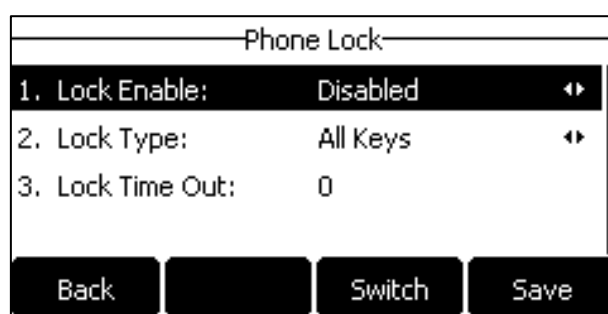 Phone Lock
1. Lock Enable: Disabled
2. Lock Type: All Keys
3. Lock Time Out: 0
Back Switch Save